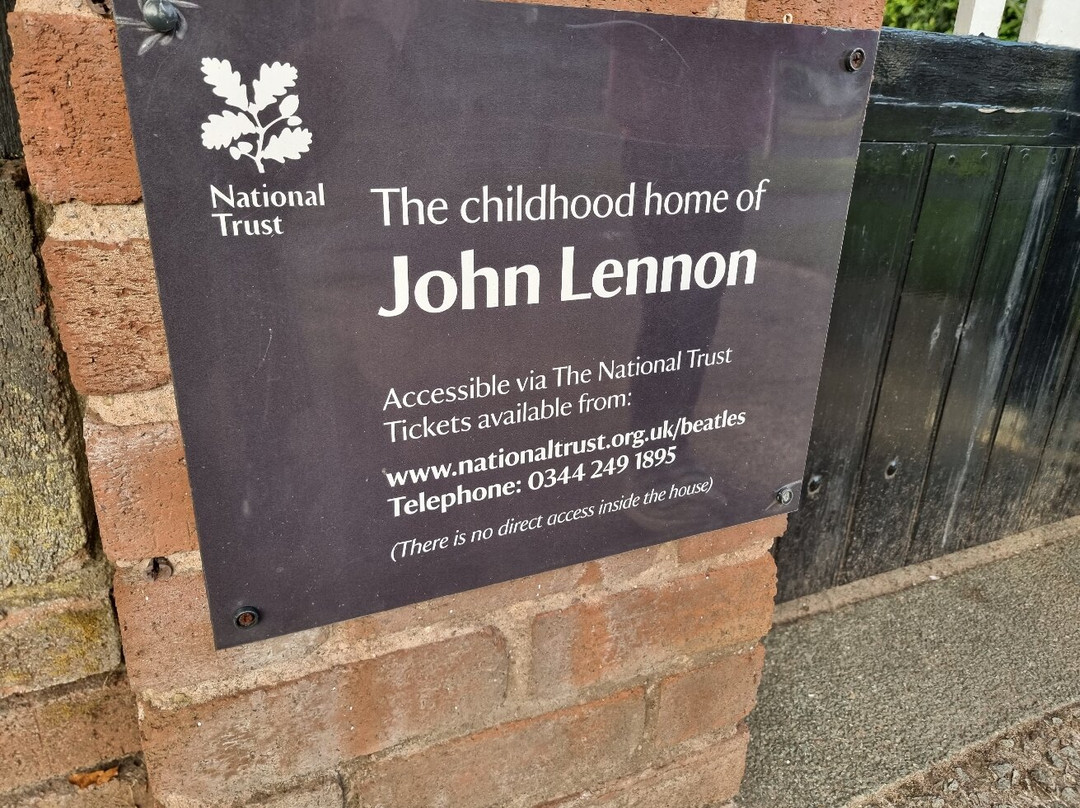 National
Trust
The childhood home of
John Lennon
Accessible via The National Trust
Tickets available from:
www.nationaltrust.org.uk/beatles
Telephone: 0344 249 1895
(There is no direct access inside the house)